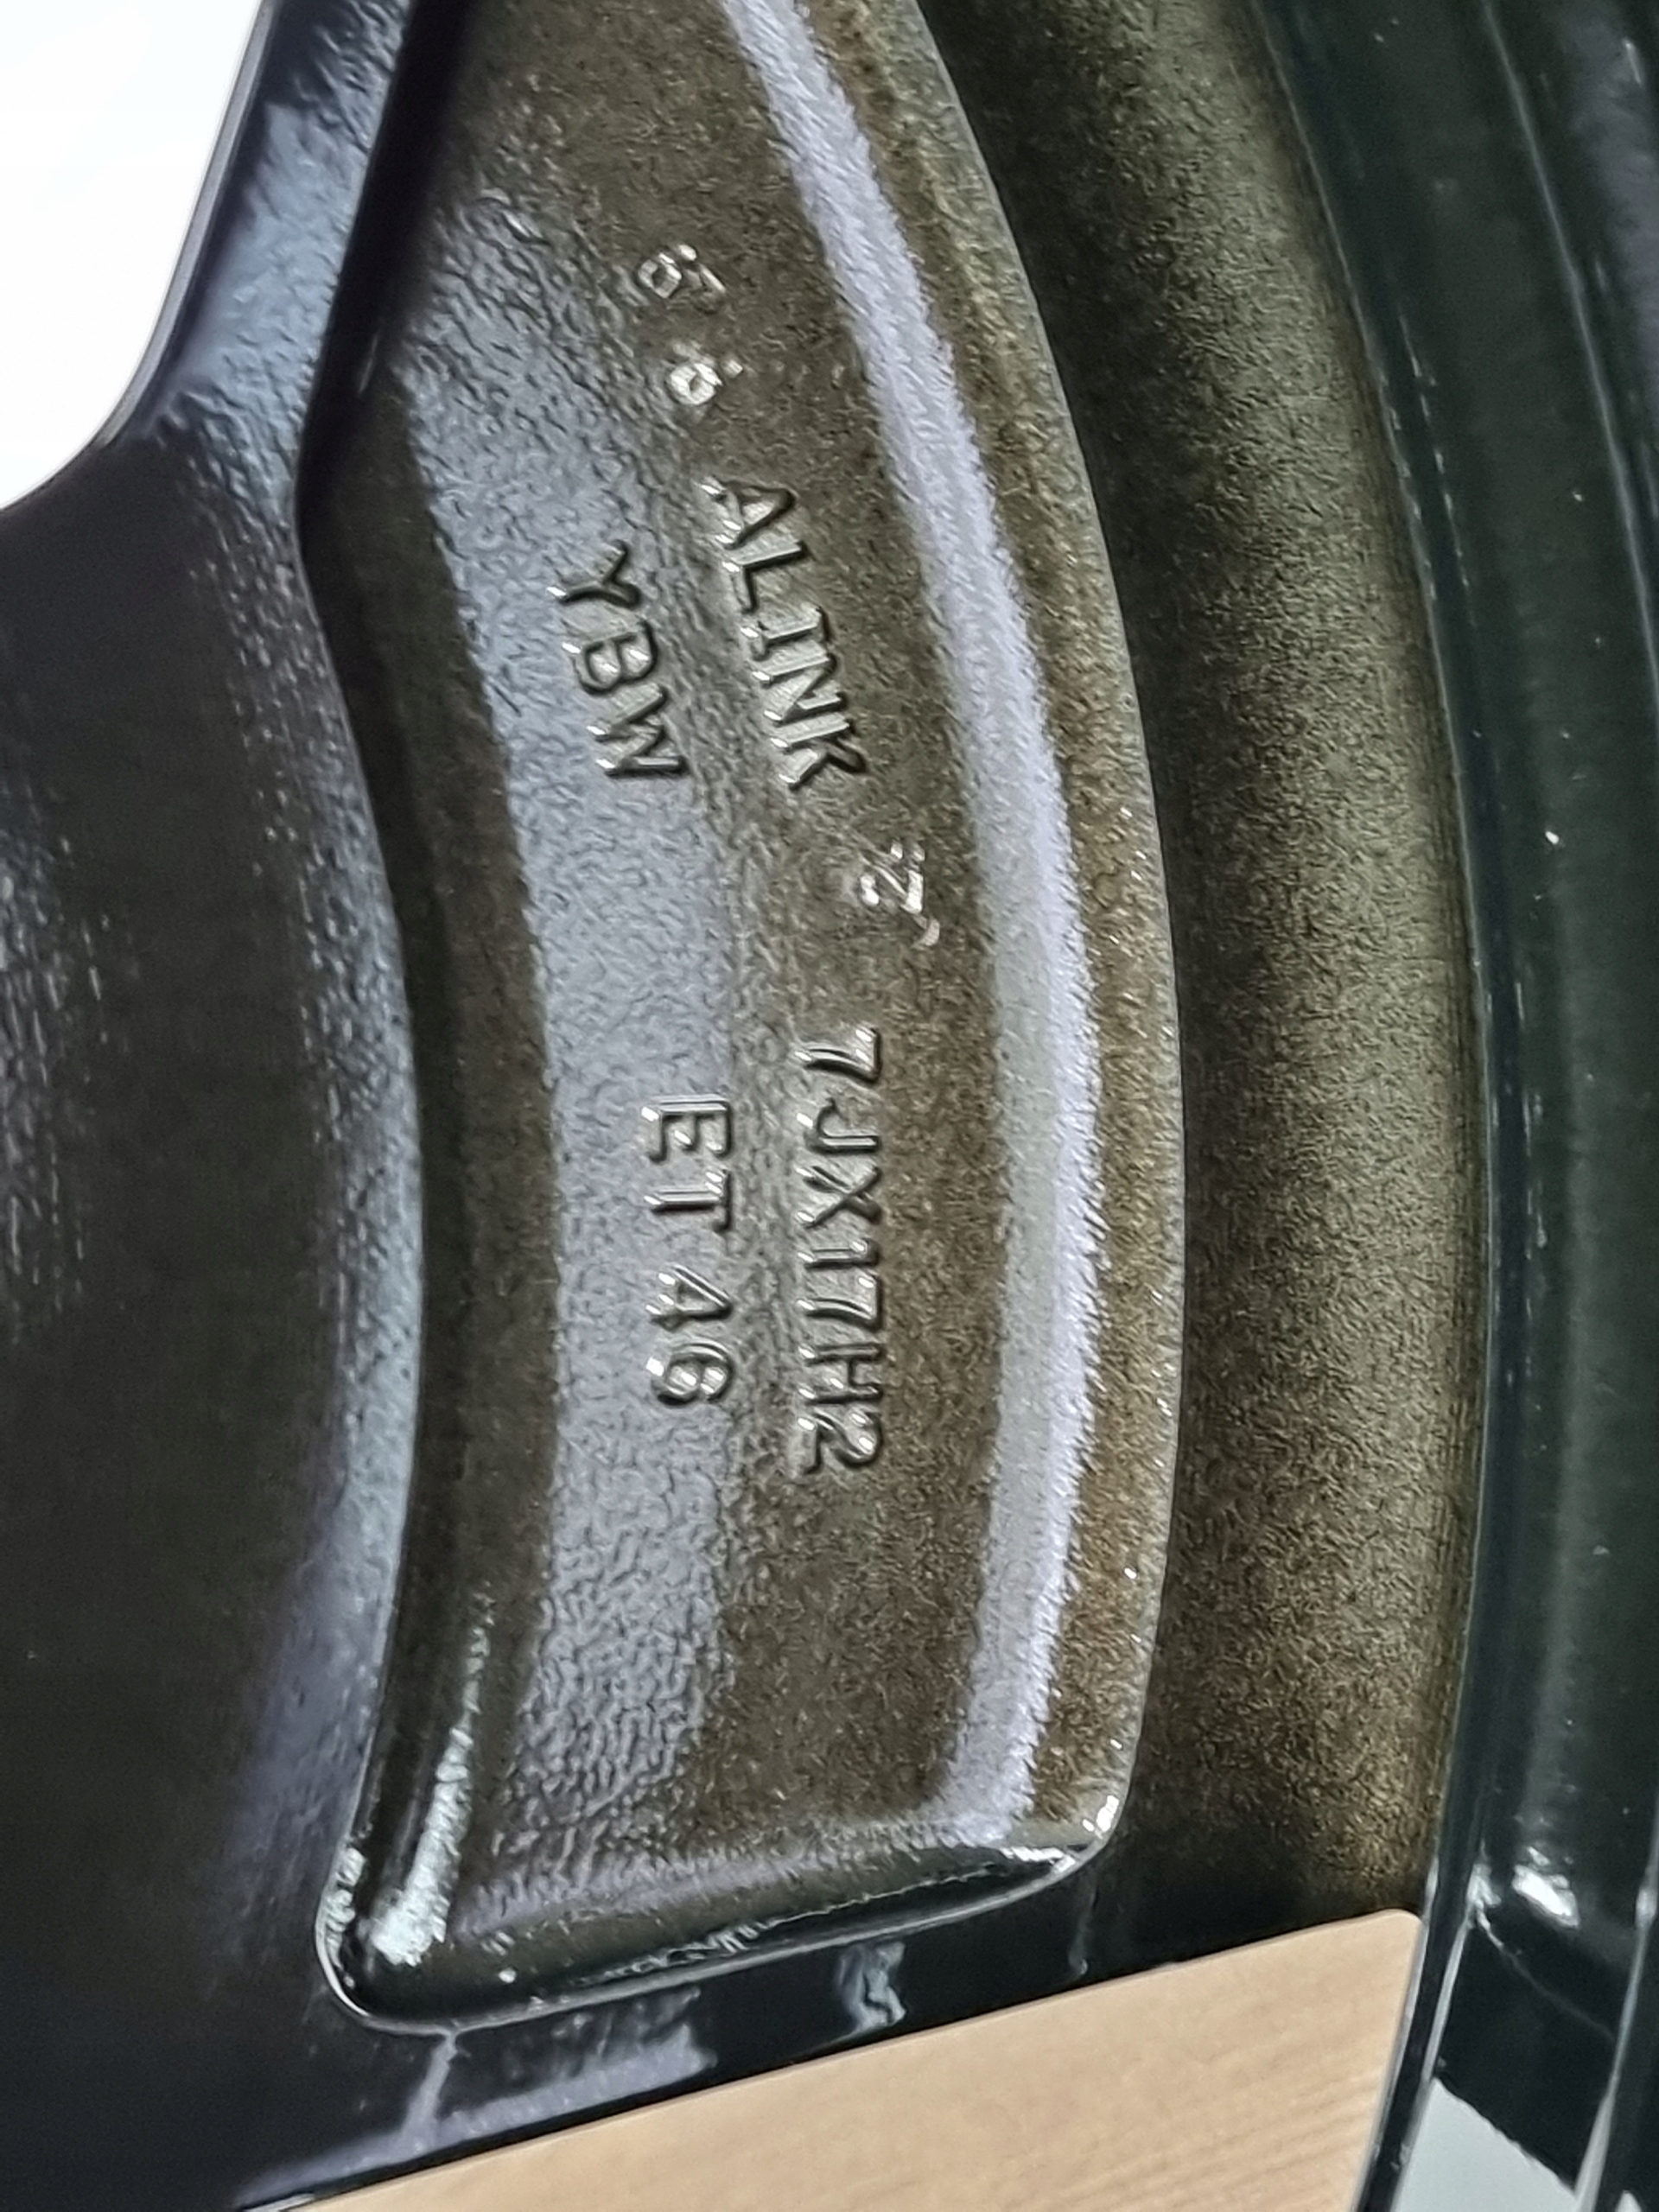 ALINK 7JX17H2
YBW ET 46